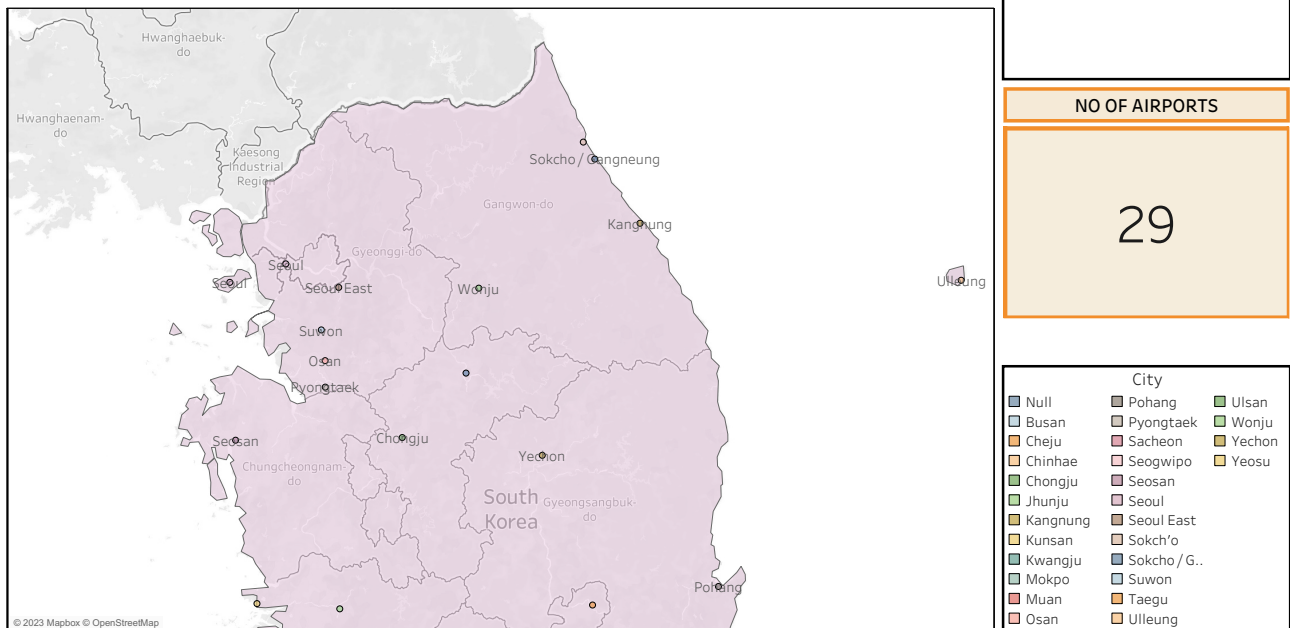 Hwanghaebuk-
do
Hwanghaenam-
do
Kaesong
Industrial
Region
Sokcho / Gangneung
Gangwon-do
Kangnung
Gyeonggi-do
Seoul
Seoul
Seoul East
Wonju
Ulleung
Suwon
Osan
Pyongtaek
Seosan
Chongju
Yechon
Chungcheongnam-
do
South
Korea
Gyeongsangbuk-
do
Pohang
© 2023 Mapbox © OpenStreetMap
NO OF AIRPORTS
29
City
Null
Busan
Cheju
Chinhae
Chongju
Jhunju
Kangnung
Kunsan
Kwangju
Mokpo
Muan
Osan
Pohang
Pyongtaek
Sacheon
Seogwipo
Seosan
Seoul
Seoul East
Sokch'o
Sokcho / G..
Suwon
Taegu
Ulleung
Ulsan
Wonju
Yechon
Yeosu